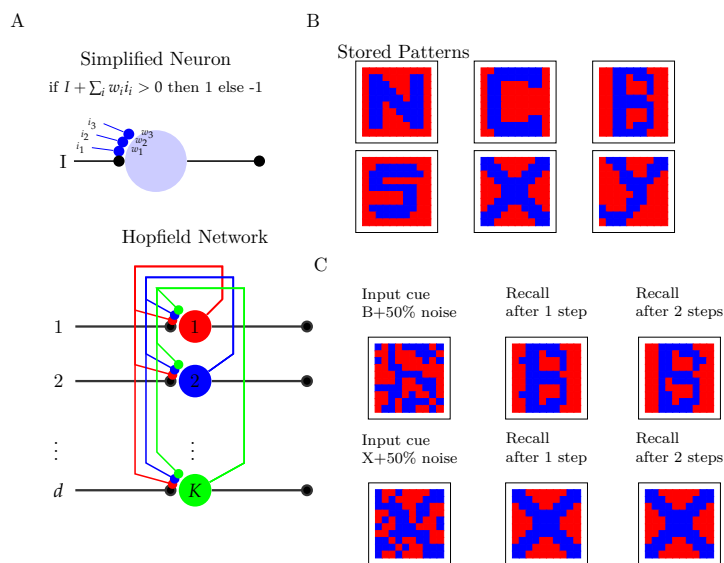 A
Simplified Neuron
if I + ∑ᵢ wᵢiᵢ > 0 then 1 else -1
i₃
i₂
i₁
w₃
w₂
w₁
I
Hopfield Network
1
1
2
2
⋮
⋮
d
K
B
Stored Patterns
N C B
S X y
C
Input cue
B+50% noise
Recall
after 1 step
Recall
after 2 steps
Input cue
X+50% noise
Recall
after 1 step
Recall
after 2 steps